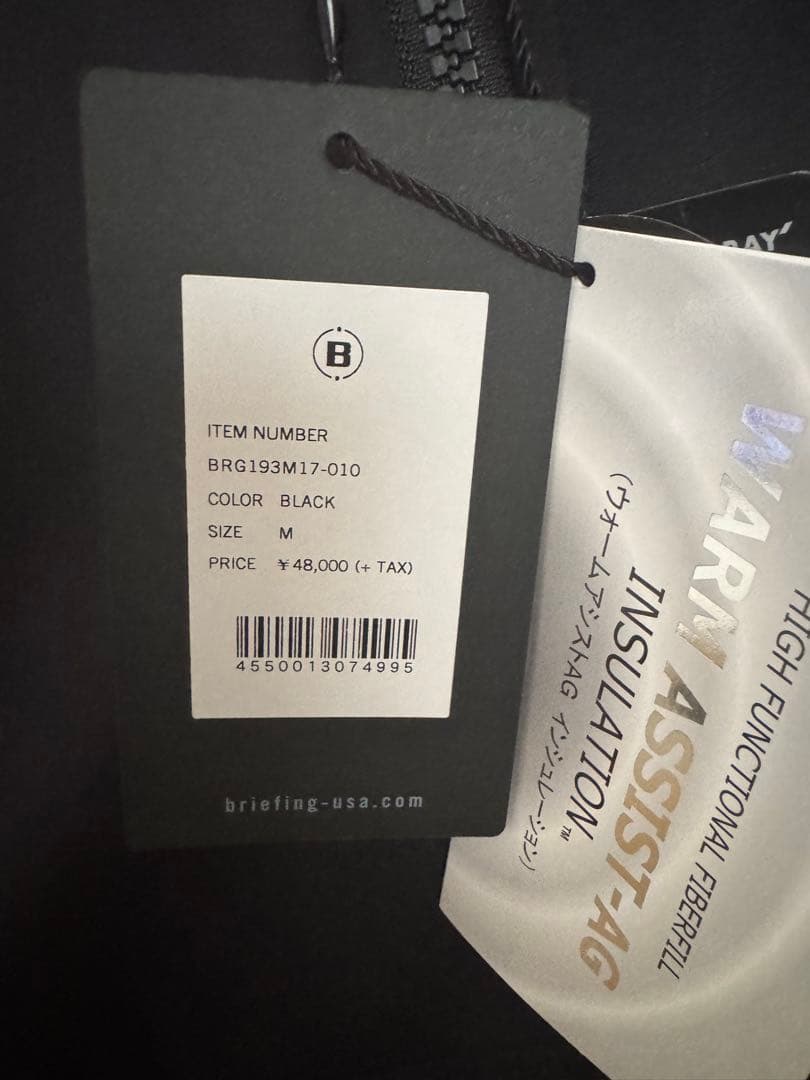 B
ITEM NUMBER
BRG193M17-010
COLOR BLACK
SIZE M
PRICE ¥48,000 (+ TAX)
4550013074995
briefing-usa.com
HIGH FUNCTIONAL FIBERFILL
WARM ASSIST-AG
INSULATION™
(ウォームアシストAG インシュレーション)